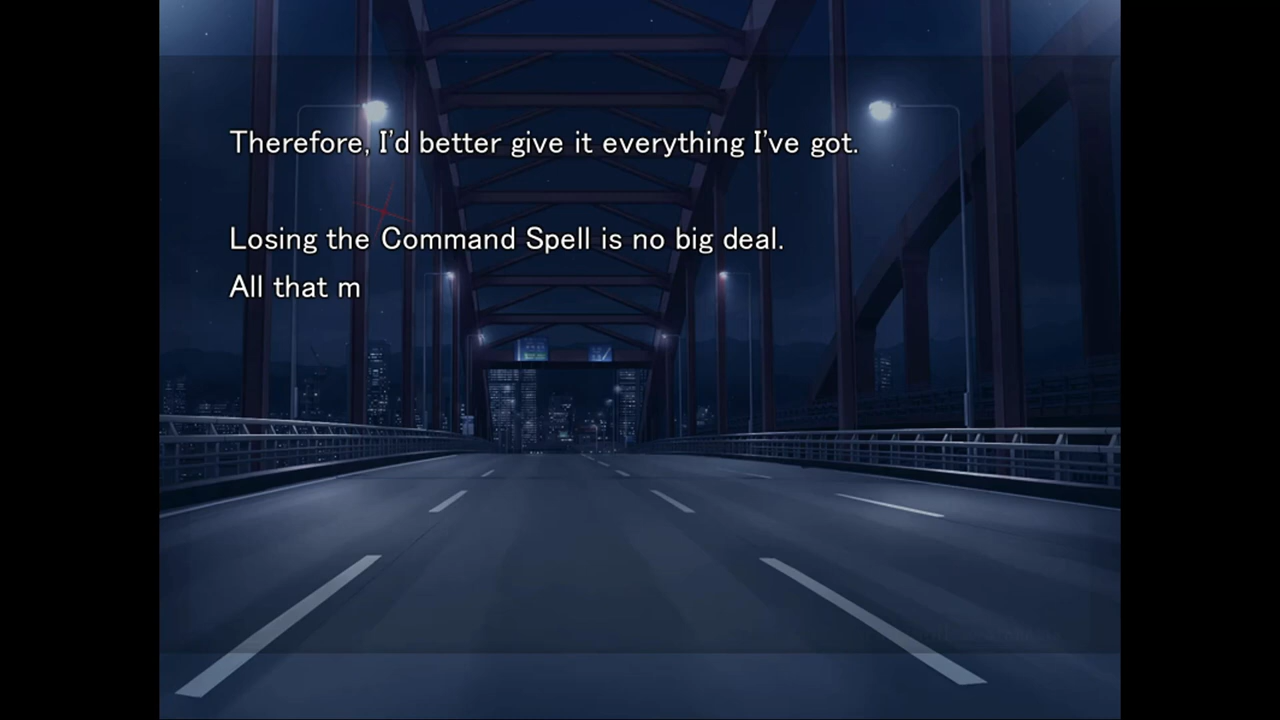 Therefore, I'd better give it everything I've got.
Losing the Command Spell is no big deal.
All that m